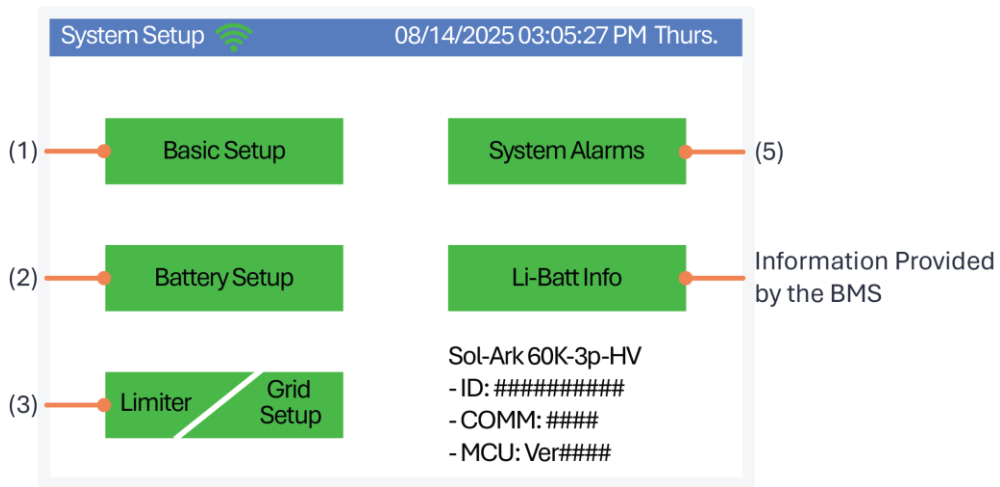 System Setup
08/14/2025 03:05:27 PM Thurs.
(1)
Basic Setup
System Alarms
(5)
(2)
Battery Setup
Li-Batt Info
Information Provided
by the BMS
(3)
Limiter
Grid
Setup
Sol-Ark 60K-3p-HV
- ID: ##########
- COMM: ####
- MCU: Ver####